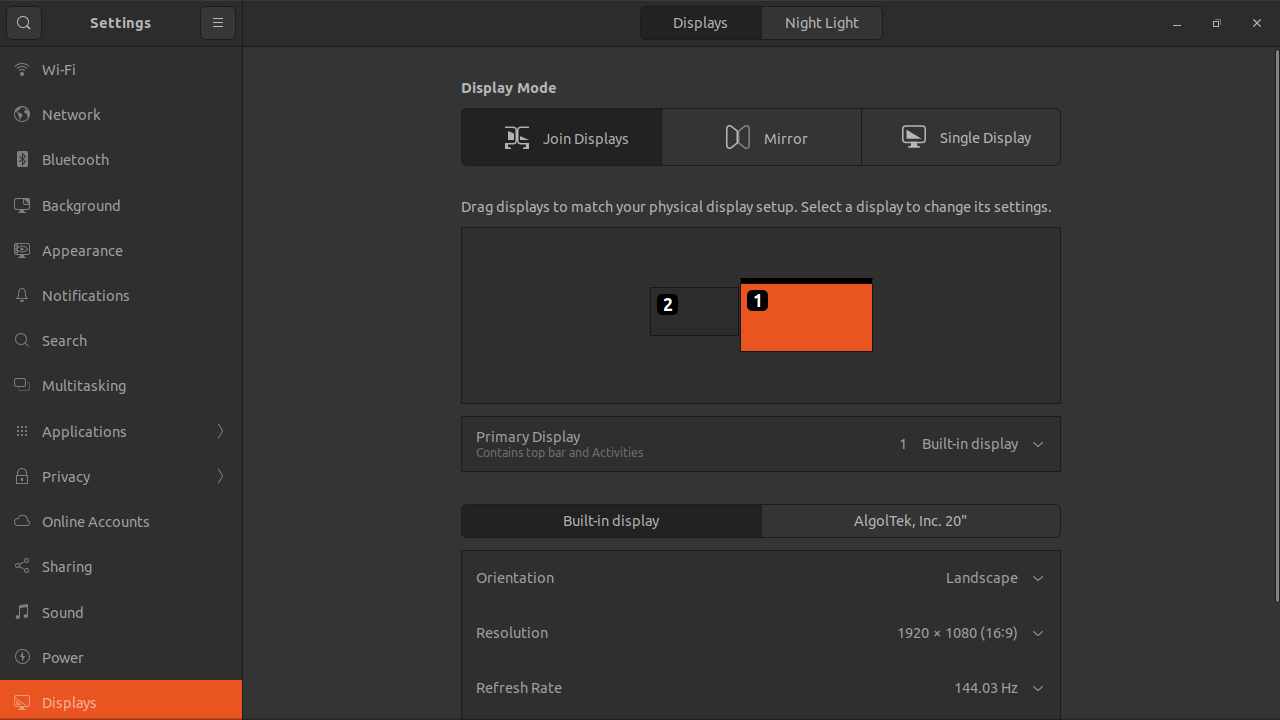 Settings
Displays
Night Light
Wi-Fi
Network
Bluetooth
Background
Appearance
Notifications
Search
Multitasking
Applications
Privacy
Online Accounts
Sharing
Sound
Power
Displays
Display Mode
Join Displays
Mirror
Single Display
Drag displays to match your physical display setup. Select a display to change its settings.
2
1
Primary Display
Contains top bar and Activities
1 Built-in display
Built-in display
AlgolTek, Inc. 20"
Orientation
Landscape
Resolution
1920 × 1080 (16:9)
Refresh Rate
144.03 Hz